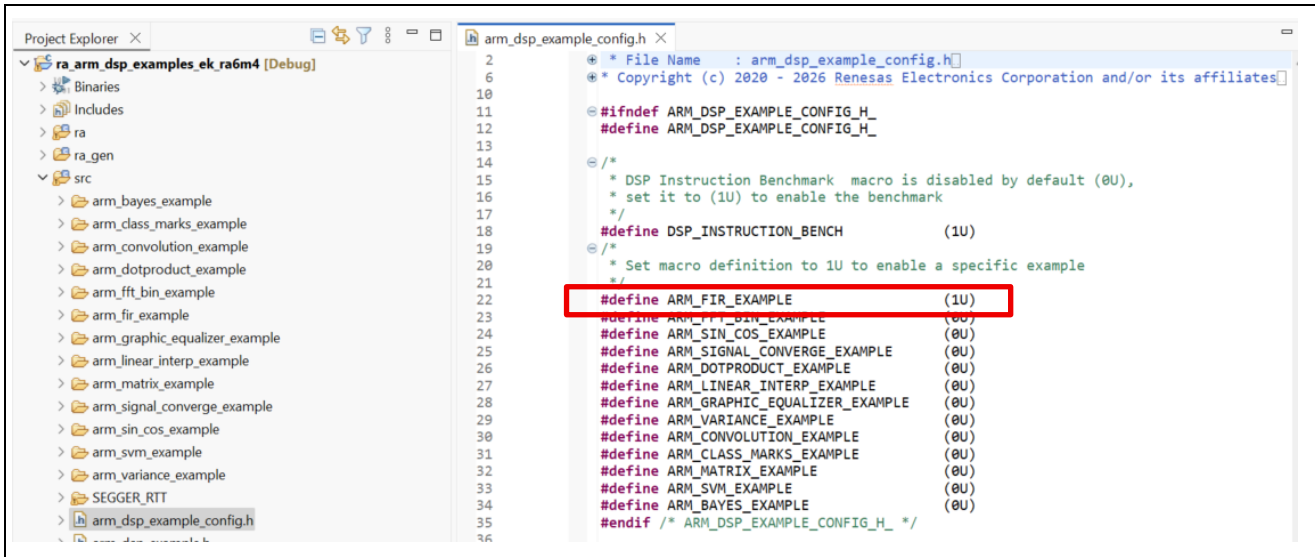 Project Explorer
ra_arm_dsp_examples_ek_ra6m4 [Debug]
Binaries
Includes
ra
ra_gen
src
arm_bayes_example
arm_class_marks_example
arm_convolution_example
arm_dotproduct_example
arm_fft_bin_example
arm_fir_example
arm_graphic_equalizer_example
arm_linear_interp_example
arm_matrix_example
arm_signal_converge_example
arm_sin_cos_example
arm_svm_example
arm_variance_example
SEGGER_RTT
arm_dsp_example_config.h
arm_dsp_example.h
arm_dsp_example_config.h
2 * File Name : arm_dsp_example_config.h
6 * Copyright (c) 2020 - 2026 Renesas Electronics Corporation and/or its affiliates
10
11 #ifndef ARM_DSP_EXAMPLE_CONFIG_H_
12 #define ARM_DSP_EXAMPLE_CONFIG_H_
13
14 /*
15 * DSP Instruction Benchmark macro is disabled by default (0U),
16 * set it to (1U) to enable the benchmark
17 */
18 #define DSP_INSTRUCTION_BENCH (1U)
19 /*
20 * Set macro definition to 1U to enable a specific example
21 */
22 #define ARM_FIR_EXAMPLE (1U)
23 #define ARM_FFT_BIN_EXAMPLE (0U)
24 #define ARM_SIN_COS_EXAMPLE (0U)
25 #define ARM_SIGNAL_CONVERGE_EXAMPLE (0U)
26 #define ARM_DOTPRODUCT_EXAMPLE (0U)
27 #define ARM_LINEAR_INTERP_EXAMPLE (0U)
28 #define ARM_GRAPHIC_EQUALIZER_EXAMPLE (0U)
29 #define ARM_VARIANCE_EXAMPLE (0U)
30 #define ARM_CONVOLUTION_EXAMPLE (0U)
31 #define ARM_CLASS_MARKS_EXAMPLE (0U)
32 #define ARM_MATRIX_EXAMPLE (0U)
33 #define ARM_SVM_EXAMPLE (0U)
34 #define ARM_BAYES_EXAMPLE (0U)
35 #endif /* ARM_DSP_EXAMPLE_CONFIG_H_ */
36